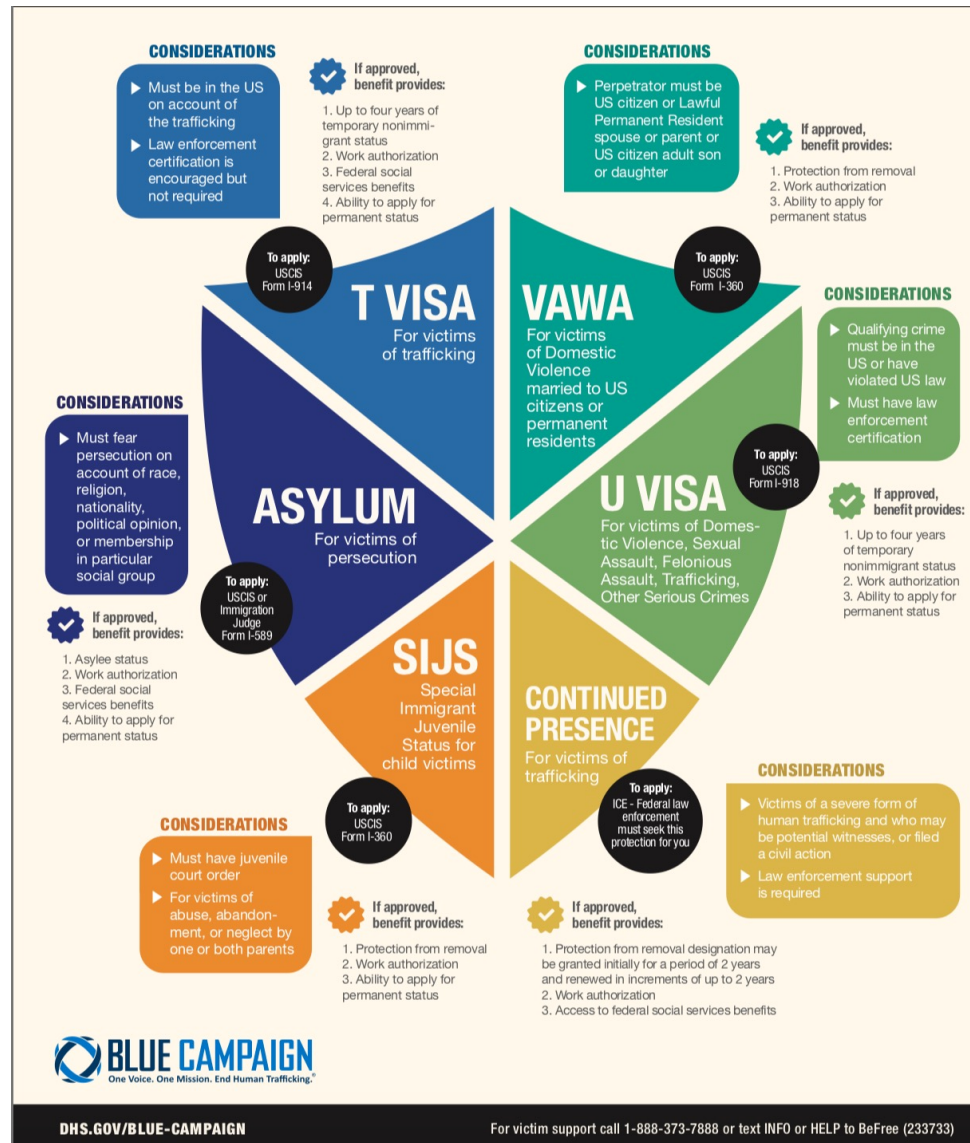 CONSIDERATIONS
Must be in the US
on account of
the trafficking
Law enforcement
certification is
encouraged but
not required
If approved,
benefit provides:
1. Up to four years of
temporary nonimmi-
grant status
2. Work authorization
3. Federal social
services benefits
4. Ability to apply for
permanent status
To apply:
USCIS
Form I-914
T VISA
For victims
of trafficking
CONSIDERATIONS
Perpetrator must be
US citizen or Lawful
Permanent Resident
spouse or parent or
US citizen adult son
or daughter
If approved,
benefit provides:
1. Protection from removal
2. Work authorization
3. Ability to apply for
permanent status
To apply:
USCIS
Form I-360
VAWA
For victims
of Domestic
Violence
married to US
citizens or
permanent
residents
CONSIDERATIONS
Qualifying crime
must be in the
US or have
violated US law
Must have law
enforcement
certification
To apply:
USCIS
Form I-918
U VISA
For victims of Domes-
tic Violence, Sexual
Assault, Felonious
Assault, Trafficking,
Other Serious Crimes
If approved,
benefit provides:
1. Up to four years
of temporary
nonimmigrant status
2. Work authorization
3. Ability to apply for
permanent status
CONSIDERATIONS
Must fear
persecution on
account of race,
religion,
nationality,
political opinion,
or membership
in particular
social group
ASYLUM
For victims of
persecution
To apply:
USCIS or
Immigration
Judge
Form I-589
If approved,
benefit provides:
1. Asylee status
2. Work authorization
3. Federal social
services benefits
4. Ability to apply for
permanent status
SIJS
Special
Immigrant
Juvenile
Status for
child victims
To apply:
USCIS
Form I-360
CONSIDERATIONS
Must have juvenile
court order
For victims of
abuse, abandon-
ment, or neglect by
one or both parents
If approved,
benefit provides:
1. Protection from removal
2. Work authorization
3. Ability to apply for
permanent status
CONTINUED
PRESENCE
For victims of
trafficking
To apply:
ICE - Federal law
enforcement
must seek this
protection for you
CONSIDERATIONS
Victims of a severe form of
human trafficking and who may
be potential witnesses, or filed
a civil action
Law enforcement support
is required
If approved,
benefit provides:
1. Protection from removal designation may
be granted initially for a period of 2 years
and renewed in increments of up to 2 years
2. Work authorization
3. Access to federal social services benefits
BLUE CAMPAIGN
One Voice. One Mission. End Human Trafficking.®
DHS.GOV/BLUE-CAMPAIGN
For victim support call 1-888-373-7888 or text INFO or HELP to BeFree (233733)